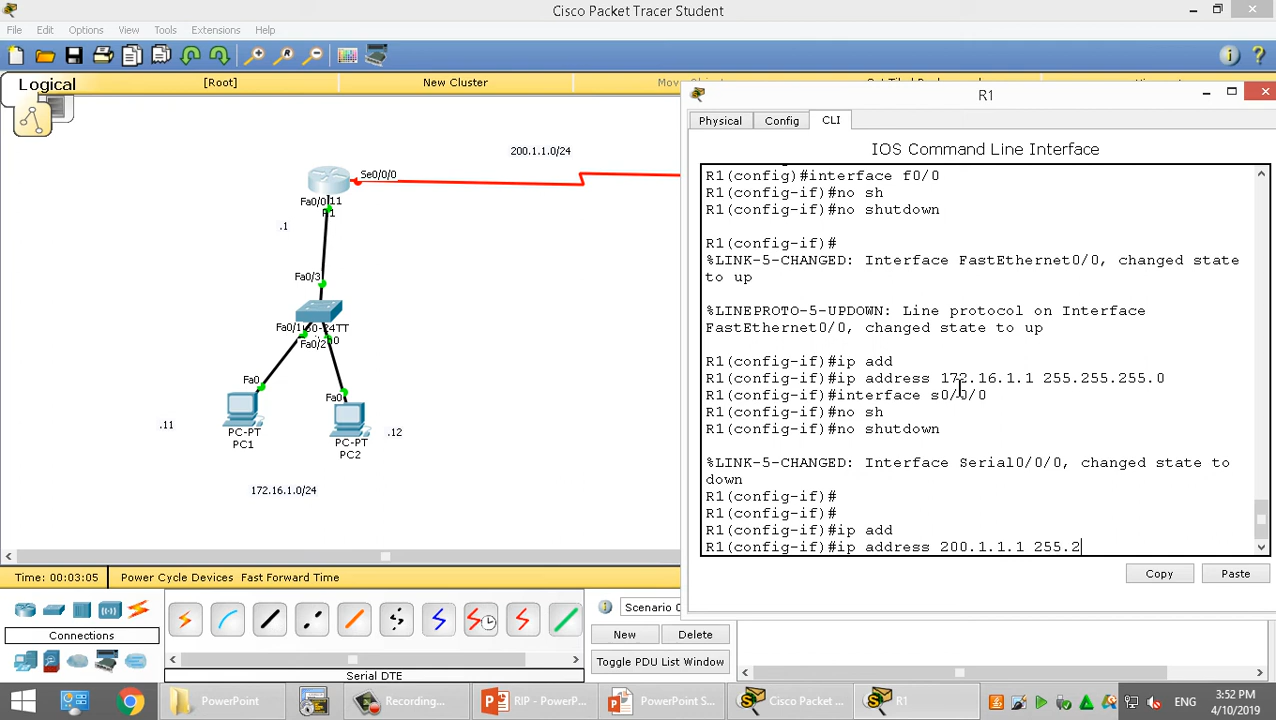 Cisco Packet Tracer Student
File Edit Options View Tools Extensions Help
Logical
[Root]
New Cluster
R1
Physical Config CLI
IOS Command Line Interface
R1(config)#interface f0/0
R1(config-if)#no sh
R1(config-if)#no shutdown
R1(config-if)#
%LINK-5-CHANGED: Interface FastEthernet0/0, changed state
to up
%LINEPROTO-5-UPDOWN: Line protocol on Interface
FastEthernet0/0, changed state to up
R1(config-if)#ip add
R1(config-if)#ip address 172.16.1.1 255.255.255.0
R1(config-if)#interface s0/0/0
R1(config-if)#no sh
R1(config-if)#no shutdown
%LINK-5-CHANGED: Interface Serial0/0/0, changed state to
down
R1(config-if)#
R1(config-if)#
R1(config-if)#ip add
R1(config-if)#ip address 200.1.1.1 255.2
Copy Paste
200.1.1.0/24
Se0/0/0
R1
.1
Fa0/3
Fa0/1
Fa0/2
Fa0
Fa0
.11
PC-PT
PC1
PC-PT
PC2
.12
172.16.1.0/24
Time: 00:03:05 Power Cycle Devices Fast Forward Time
Connections
Serial DTE
Scenario 0
New Delete
Toggle PDU List Window
PowerPoint
Recording...
RIP - PowerP...
PowerPoint S...
Cisco Packet ...
R1
ENG
3:52 PM
4/10/2019